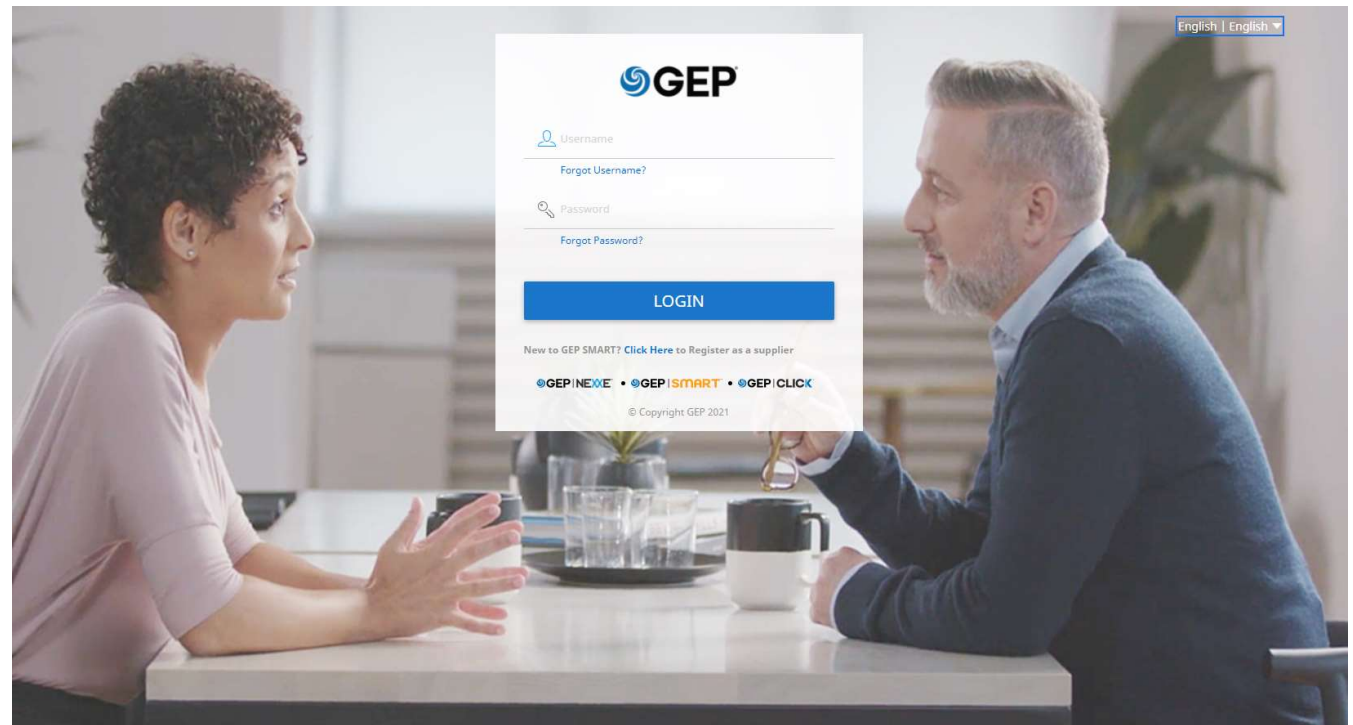 English | English
GEP
Username
Forgot Username?
Password
Forgot Password?
LOGIN
New to GEP SMART? Click Here to Register as a supplier
GEP|NEXXE • GEP|SMART • GEP|CLICK
© Copyright GEP 2021